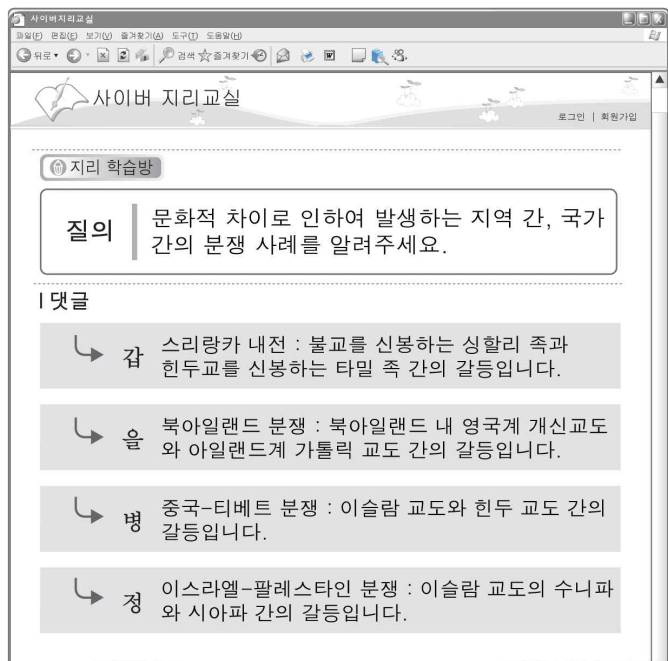 사이버지리교실
파일(F) 편집(E) 보기(V) 즐겨찾기(A) 도구(T) 도움말(H)
뒤로 검색 즐겨찾기
사이버 지리교실
로그인 | 회원가입
지리 학습방
질의
문화적 차이로 인하여 발생하는 지역 간, 국가
간의 분쟁 사례를 알려주세요.
댓글
갑 스리랑카 내전 : 불교를 신봉하는 싱할리 족과
힌두교를 신봉하는 타밀 족 간의 갈등입니다.
을 북아일랜드 분쟁 : 북아일랜드 내 영국계 개신교도
와 아일랜드계 가톨릭 교도 간의 갈등입니다.
병 중국-티베트 분쟁 : 이슬람 교도와 힌두 교도 간의
갈등입니다.
정 이스라엘-팔레스타인 분쟁 : 이슬람 교도의 수니파
와 시아파 간의 갈등입니다.